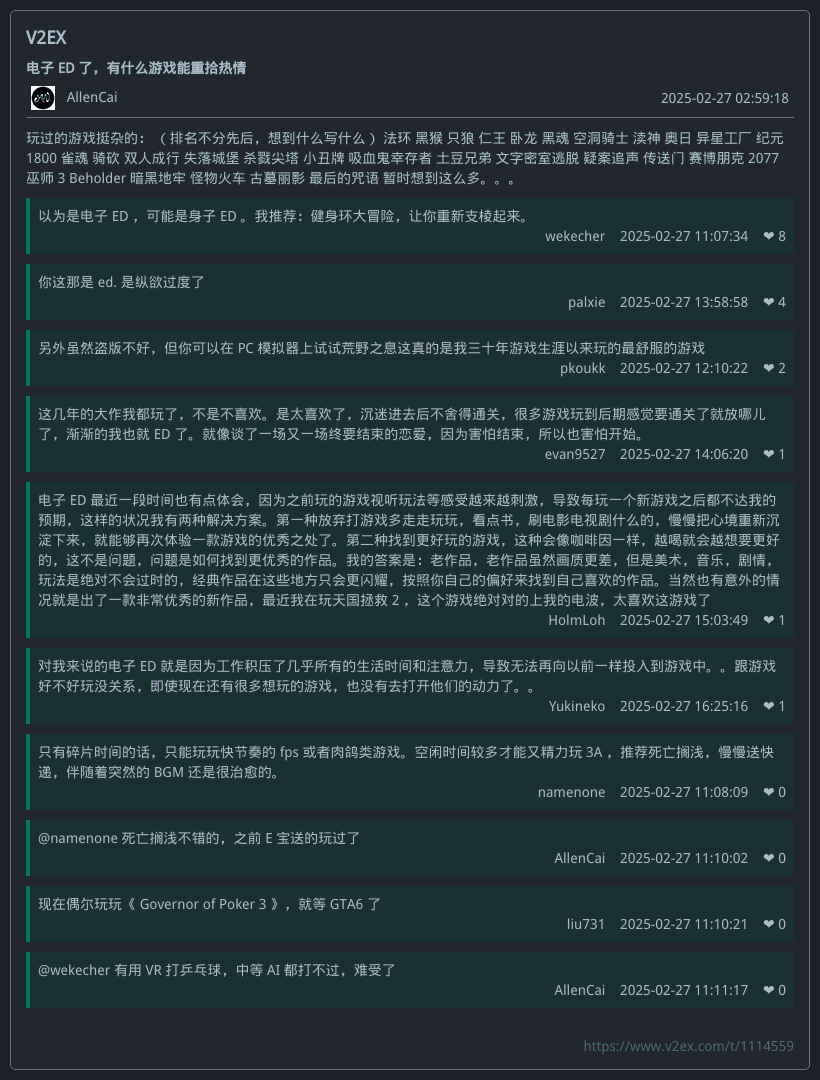 V2EX
电子 ED 了，有什么游戏能重拾热情
AllenCai 2025-02-27 02:59:18
玩过的游戏挺杂的： （ 排名不分先后，想到什么写什么 ）法环 黑猴 只狼 仁王 卧龙 黑魂 空洞骑士 渎神 奥日 异星工厂 纪元
1800 雀魂 骑砍 双人成行 失落城堡 杀戮尖塔 小丑牌 吸血鬼幸存者 土豆兄弟 文字密室逃脱 疑案追声 传送门 赛博朋克 2077
巫师 3 Beholder 暗黑地牢 怪物火车 古墓丽影 最后的咒语 暂时想到这么多。。。
以为是电子 ED ，可能是身子 ED 。我推荐：健身环大冒险，让你重新支棱起来。
wekecher 2025-02-27 11:07:34 ❤ 8
你这那是 ed. 是纵欲过度了
palxie 2025-02-27 13:58:58 ❤ 4
另外虽然盗版不好，但你可以在 PC 模拟器上试试荒野之息这真的是我三十年游戏生涯以来玩的最舒服的游戏
pkoukk 2025-02-27 12:10:22 ❤ 2
这几年的大作我都玩了，不是不喜欢。是太喜欢了，沉迷进去后不舍得通关，很多游戏玩到后期感觉要通关了就放哪儿
了，渐渐的我也就 ED 了。就像谈了一场又一场终要结束的恋爱，因为害怕结束，所以也害怕开始。
evan9527 2025-02-27 14:06:20 ❤ 1
电子 ED 最近一段时间也有点体会，因为之前玩的游戏视听玩法等感受越来越刺激，导致每玩一个新游戏之后都不达我的
预期，这样的状况我有两种解决方案。第一种放弃打游戏多走走玩玩，看点书，刷电影电视剧什么的，慢慢把心境重新沉
淀下来，就能够再次体验一款游戏的优秀之处了。第二种找到更好玩的游戏，这种会像咖啡因一样，越喝就会越想要更好
的，这不是问题，问题是如何找到更优秀的作品。我的答案是：老作品，老作品虽然画质更差，但是美术，音乐，剧情，
玩法是绝对不会过时的，经典作品在这些地方只会更闪耀，按照你自己的偏好来找到自己喜欢的作品。当然也有意外的情
况就是出了一款非常优秀的新作品，最近我在玩天国拯救 2 ，这个游戏绝对对的上我的电波，太喜欢这游戏了
HolmLoh 2025-02-27 15:03:49 ❤ 1
对我来说的电子 ED 就是因为工作积压了几乎所有的生活时间和注意力，导致无法再向以前一样投入到游戏中。。跟游戏
好不好玩没关系，即使现在还有很多想玩的游戏，也没有去打开他们的动力了。。
Yukineko 2025-02-27 16:25:16 ❤ 1
只有碎片时间的话，只能玩玩快节奏的 fps 或者肉鸽类游戏。空闲时间较多才能又精力玩 3A ，推荐死亡搁浅，慢慢送快
递，伴随着突然的 BGM 还是很治愈的。
namenone 2025-02-27 11:08:09 ❤ 0
@namenone 死亡搁浅不错的，之前 E 宝送的玩过了
AllenCai 2025-02-27 11:10:02 ❤ 0
现在偶尔玩玩《 Governor of Poker 3 》，就等 GTA6 了
liu731 2025-02-27 11:10:21 ❤ 0
@wekecher 有用 VR 打乒乓球，中等 AI 都打不过，难受了
AllenCai 2025-02-27 11:11:17 ❤ 0
https://www.v2ex.com/t/1114559